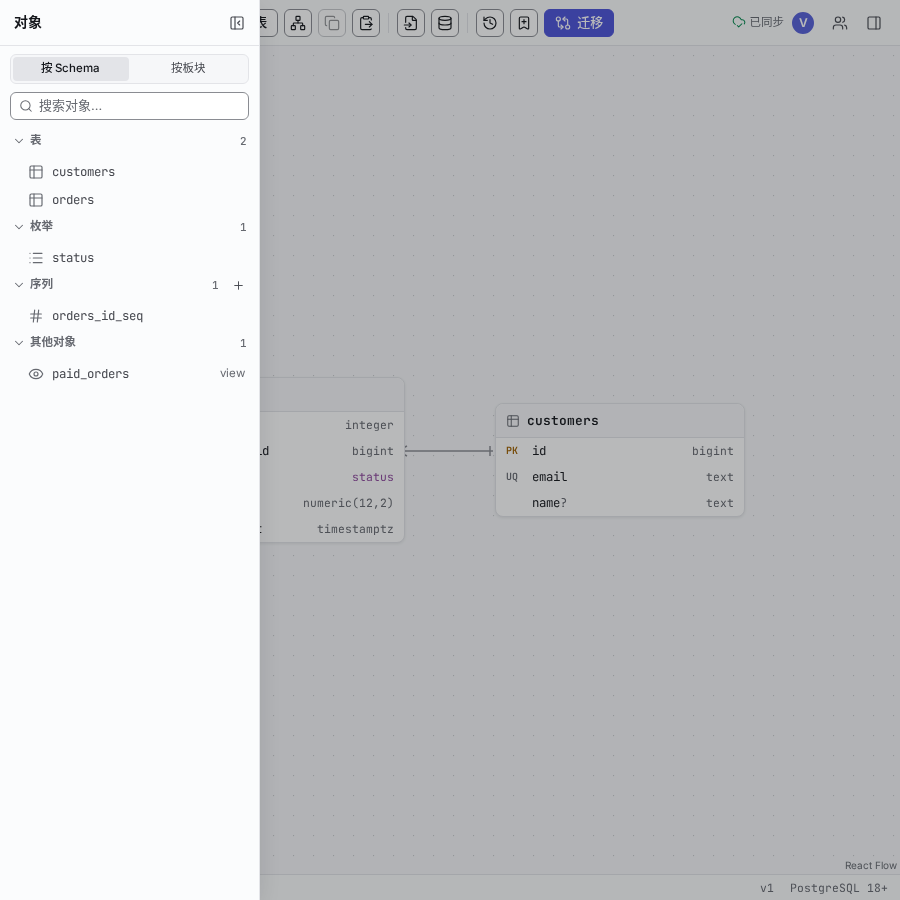 对象
表
迁移
已同步
V
按 Schema
按板块
搜索对象...
表
2
customers
orders
枚举
1
status
序列
1
orders_id_seq
其他对象
1
paid_orders
view
integer
bigint
status
numeric(12,2)
timestamptz
customers
PK id bigint
UQ email text
name? text
React Flow
v1 PostgreSQL 18+